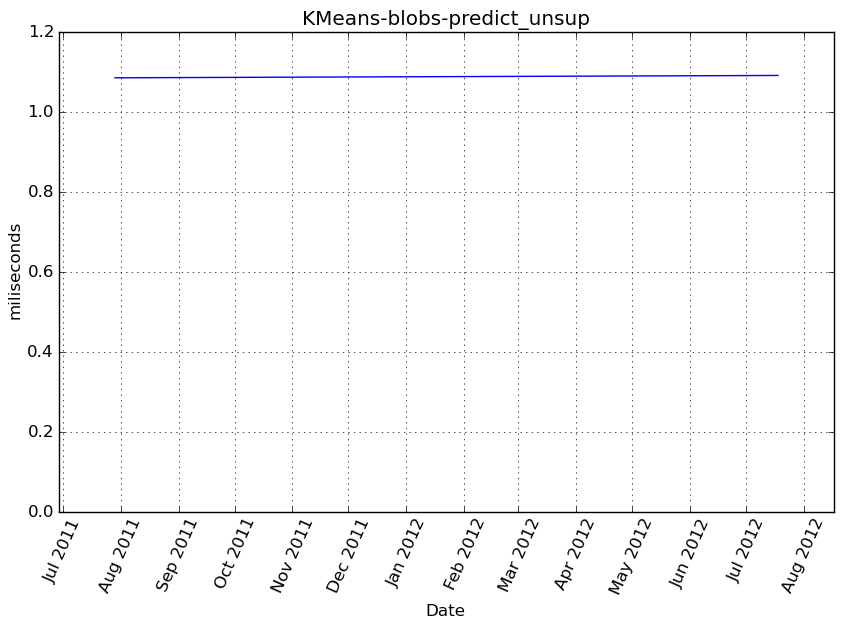 KMeans-blobs-predict_unsup
1.2
1.0
0.8
0.6
0.4
0.2
0.0
miliseconds
Jul 2011
Aug 2011
Sep 2011
Oct 2011
Nov 2011
Dec 2011
Jan 2012
Feb 2012
Mar 2012
Apr 2012
May 2012
Jun 2012
Jul 2012
Aug 2012
Date